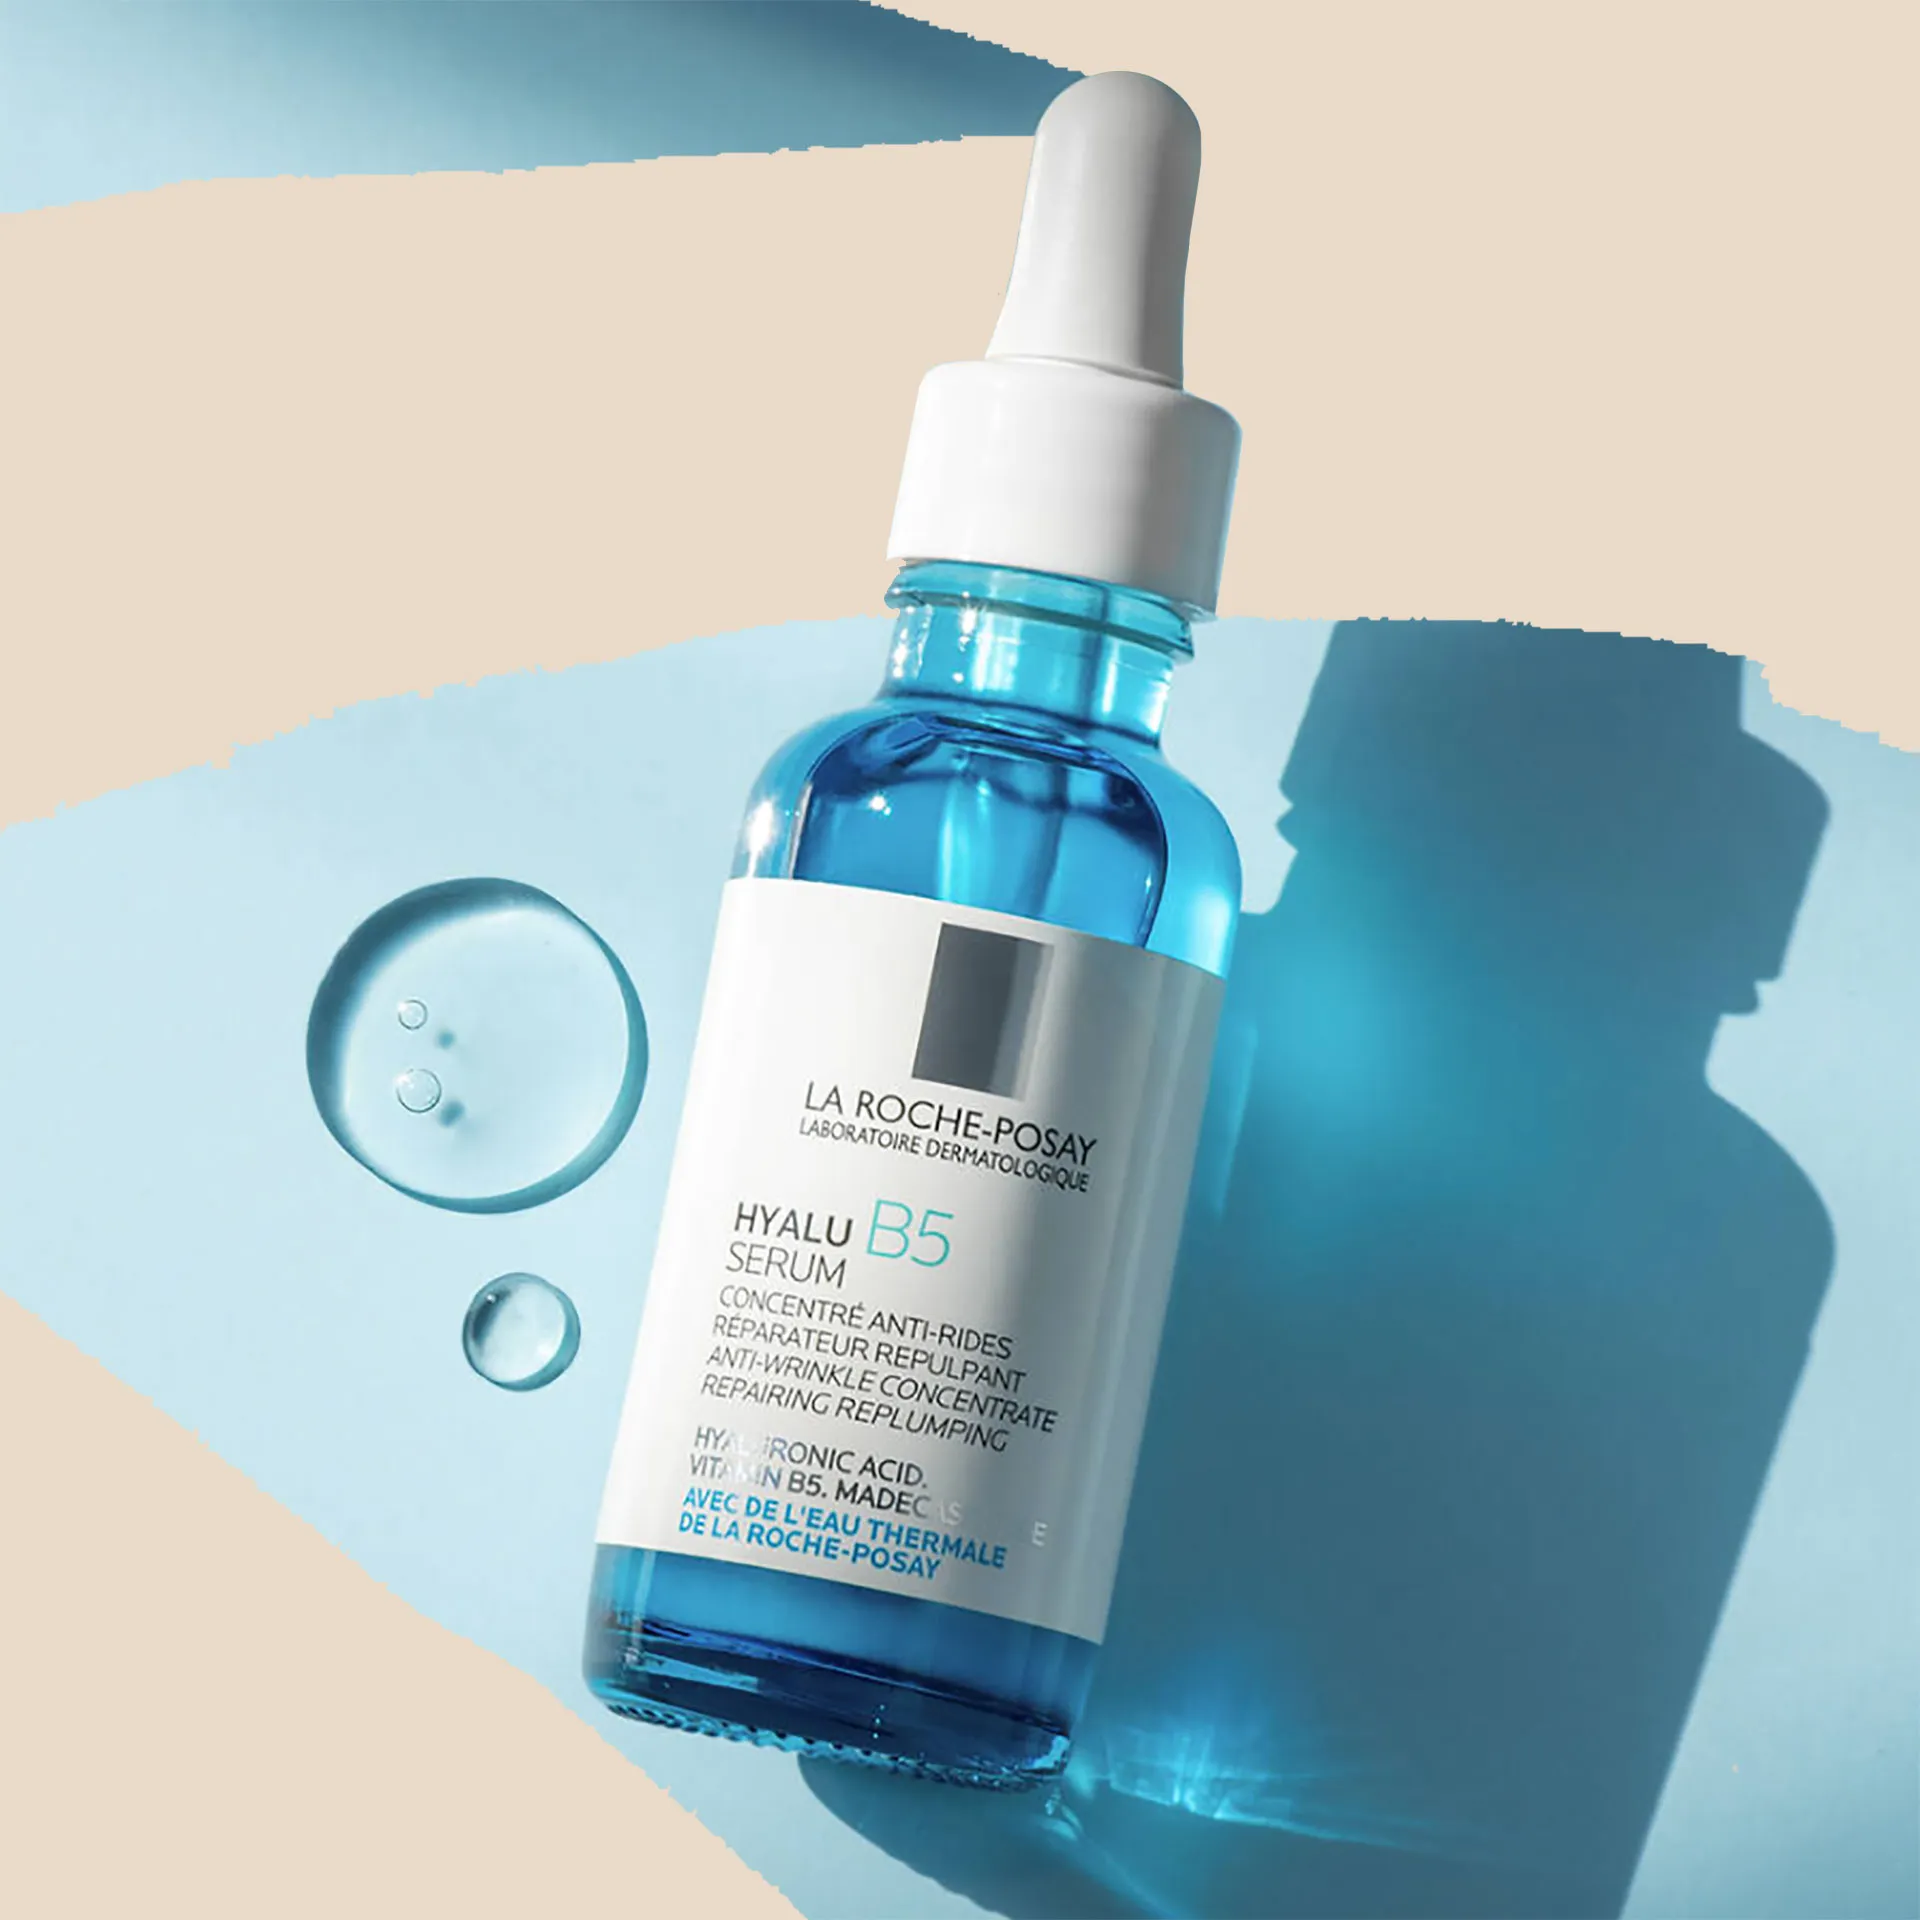 LA ROCHE-POSAY
LABORATOIRE DERMATOLOGIQUE
HYALU B5
SERUM
CONCENTRÉ ANTI-RIDES
RÉPARATEUR REPULPANT
ANTI-WRINKLE CONCENTRATE
REPAIRING REPLUMPING
ACID.
B5.
AVEC DE L'EAU THERMALE
DE LA ROCHE-POSAY